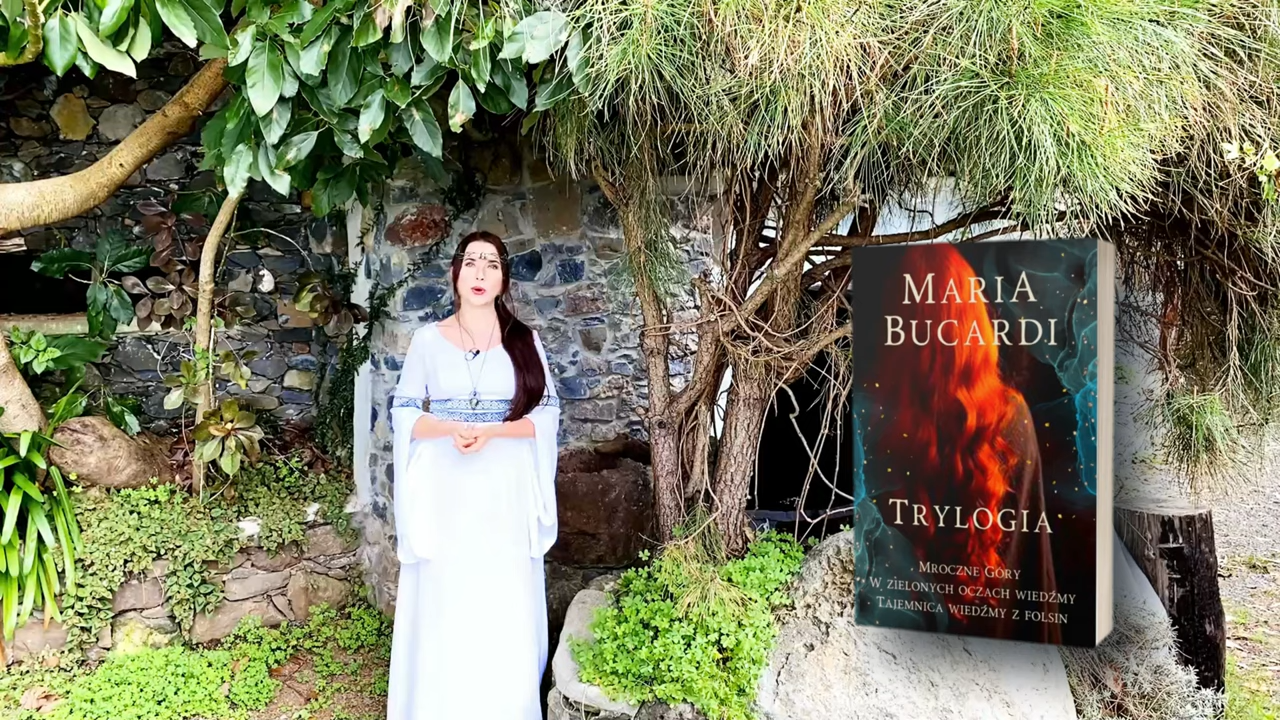 MARIA
BUCARDI
TRYLOGIA
MROCZNE GÓRY
W ZIELONYCH OCZACH WIEDŹMY
TAJEMNICA WIEDŹMY Z FOLSIN